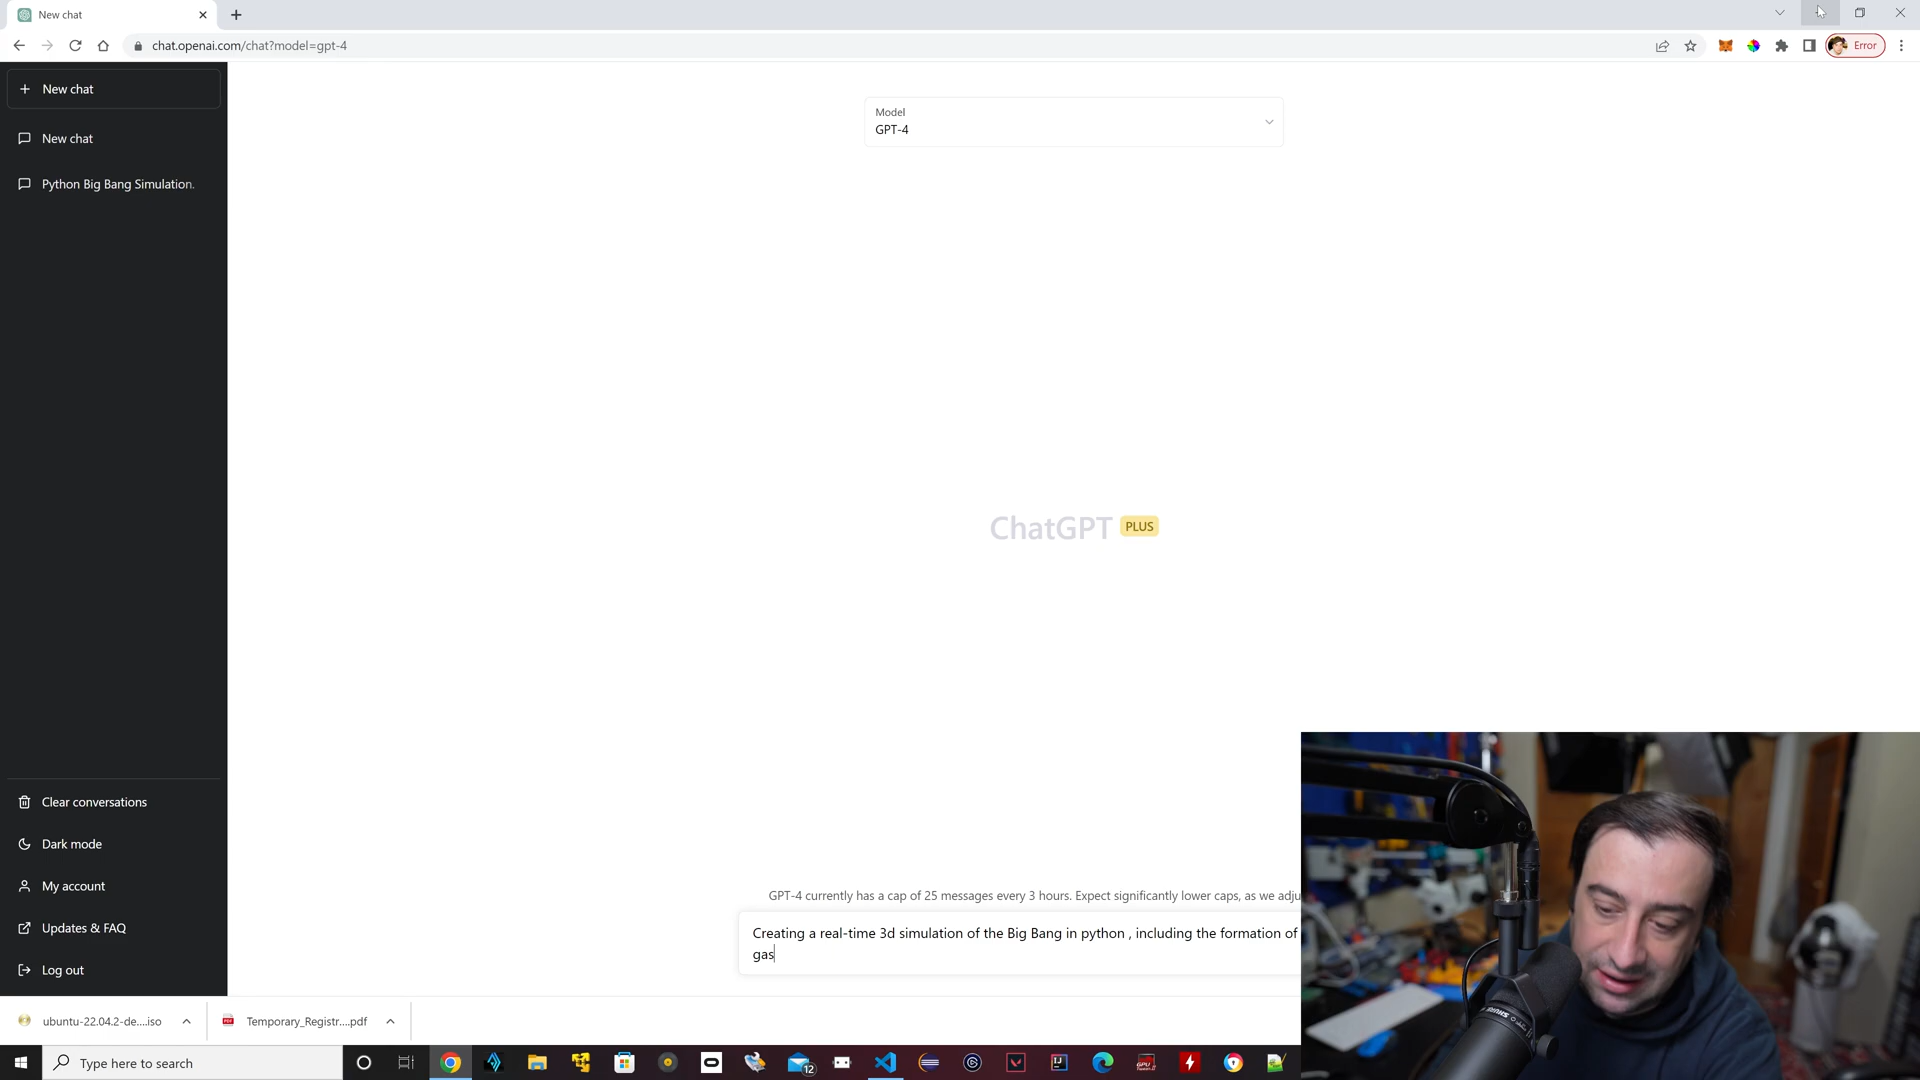 New chat
chat.openai.com/chat?model=gpt-4
Error
New chat
New chat
Python Big Bang Simulation.
Model
GPT-4
ChatGPT PLUS
Clear conversations
Dark mode
My account
Updates & FAQ
Log out
GPT-4 currently has a cap of 25 messages every 3 hours. Expect significantly lower caps, as we adju
Creating a real-time 3d simulation of the Big Bang in python , including the formation of
gas
ubuntu-22.04.2-de....iso
Temporary_Registr....pdf
Type here to search
12